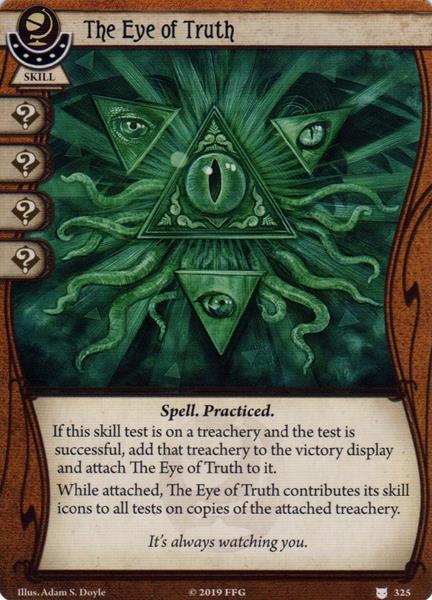 The Eye of Truth
SKILL
?
?
?
?
Spell. Practiced.
If this skill test is on a treachery and the test is
successful, add that treachery to the victory display
and attach The Eye of Truth to it.
While attached, The Eye of Truth contributes its skill
icons to all tests on copies of the attached treachery.
It's always watching you.
Illus. Adam S. Doyle © 2019 FFG 325